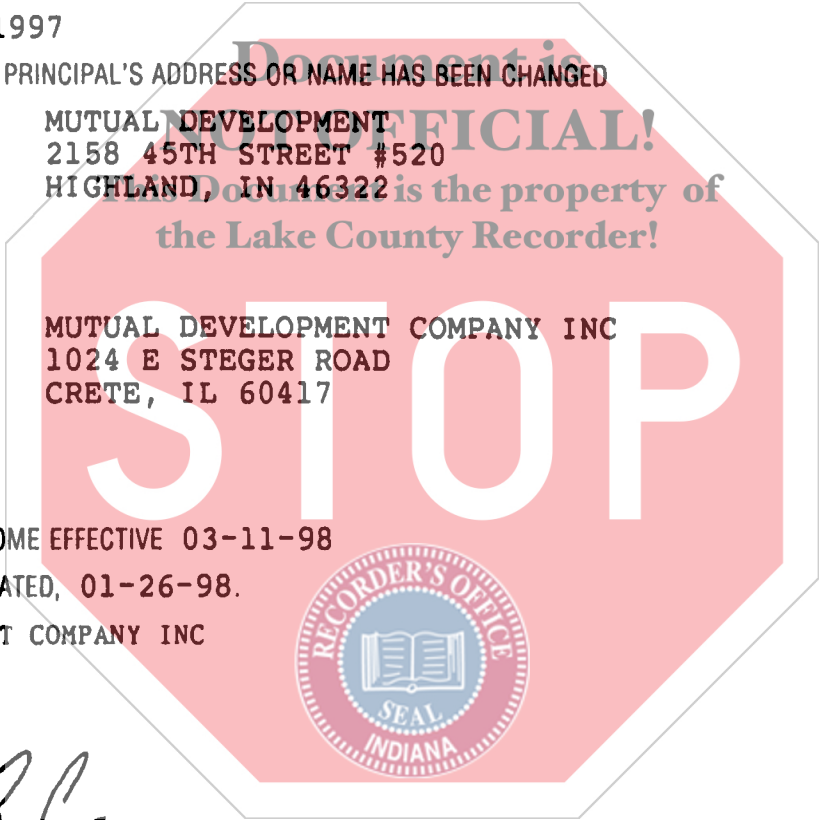 1997
Document is
PRINCIPAL'S ADDRESS OR NAME HAS BEEN CHANGED
NOT OFFICIAL!
MUTUAL DEVELOPMENT
2158 45TH STREET #520
HIGHLAND, IN 46322
This Document is the property of
the Lake County Recorder!
MUTUAL DEVELOPMENT COMPANY INC
1024 E STEGER ROAD
CRETE, IL 60417
STOP
OME EFFECTIVE 03-11-98
ATED, 01-26-98.
T COMPANY INC
RECORDER'S OFFICE
SEAL
INDIANA